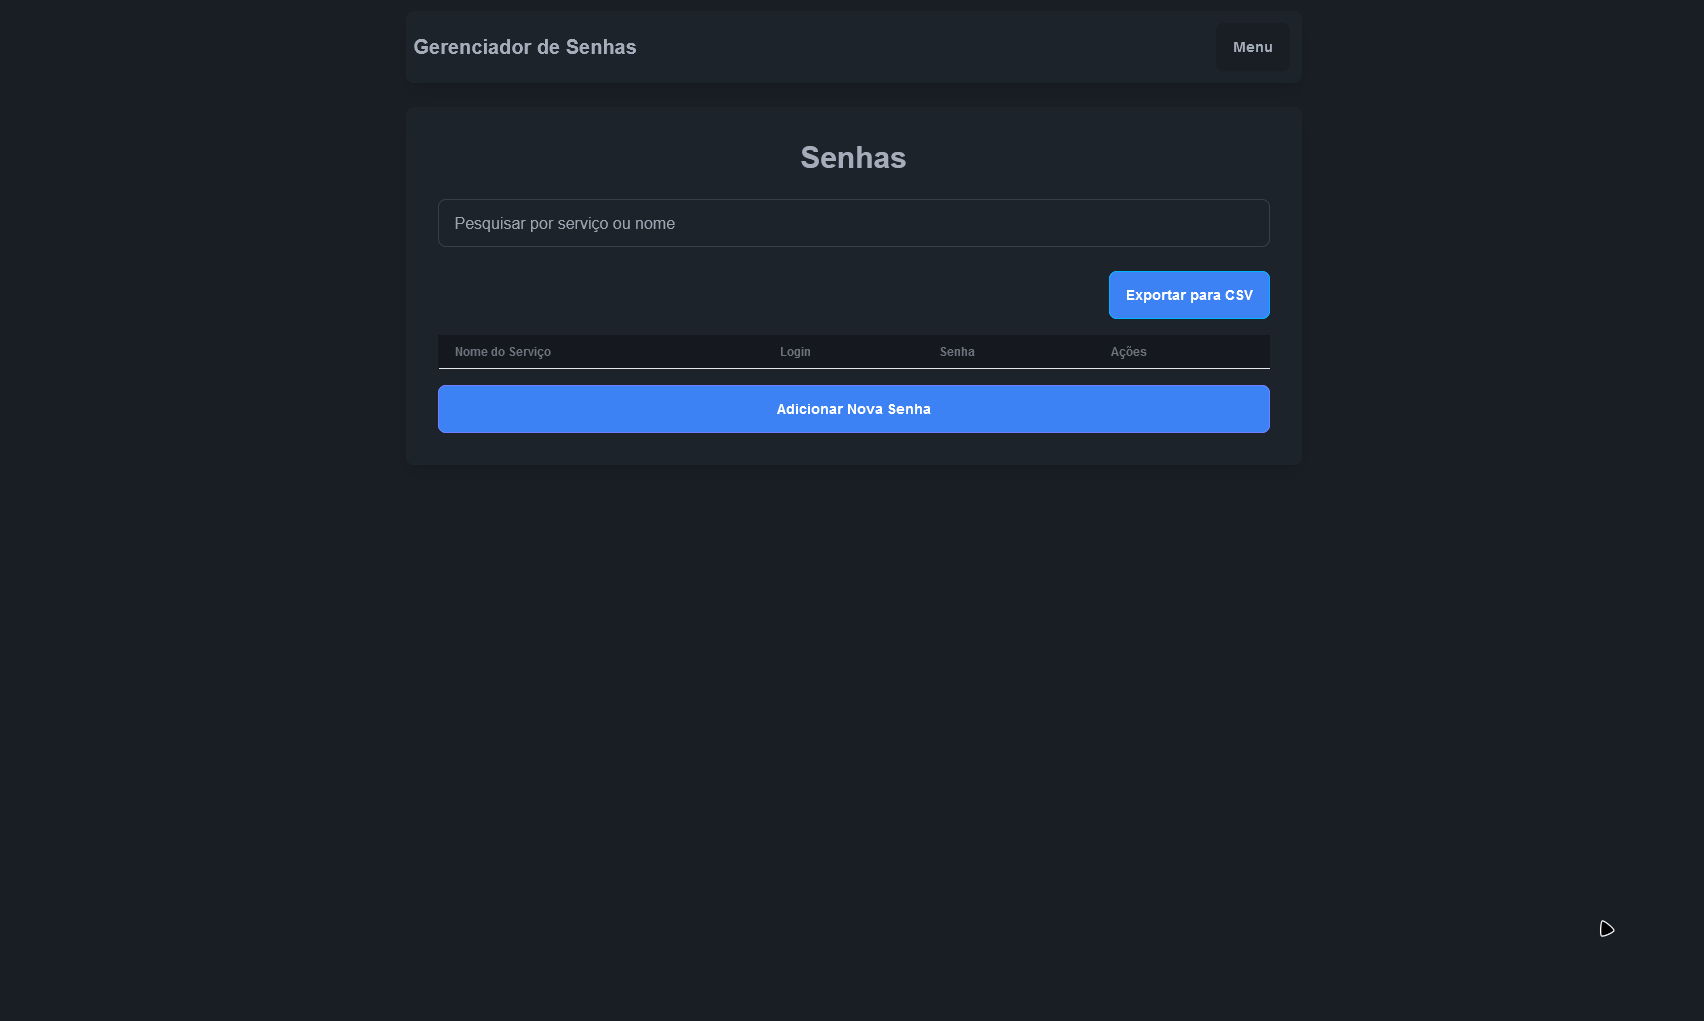 Gerenciador de Senhas
Menu
Senhas
Pesquisar por serviço ou nome
Exportar para CSV
Nome do Serviço Login Senha Ações
Adicionar Nova Senha